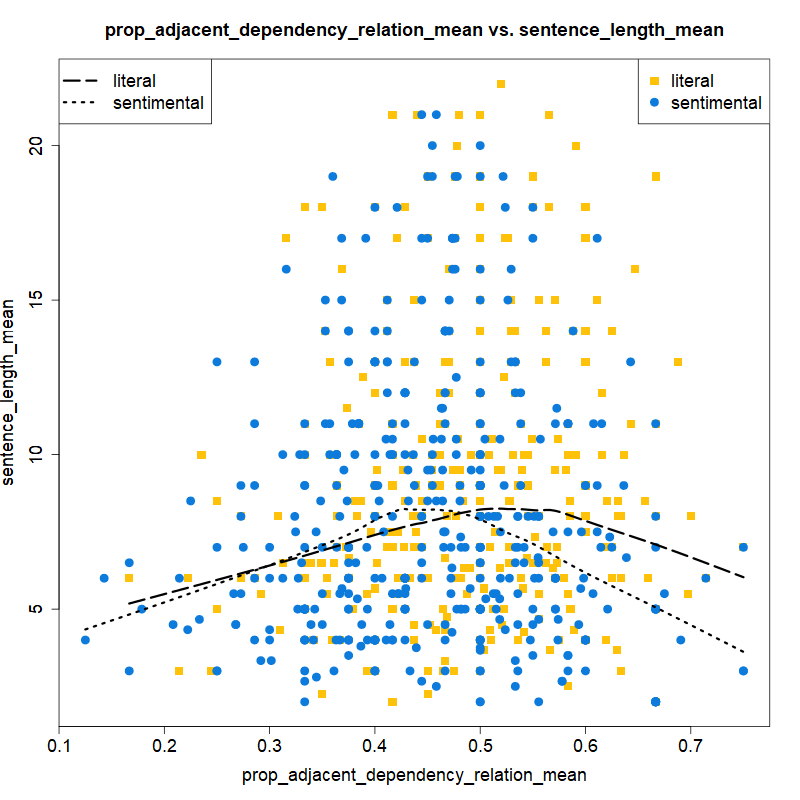 prop_adjacent_dependency_relation_mean vs. sentence_length_mean
literal
sentimental
literal
sentimental
sentence_length_mean
20
15
10
5
0.1 0.2 0.3 0.4 0.5 0.6 0.7
prop_adjacent_dependency_relation_mean